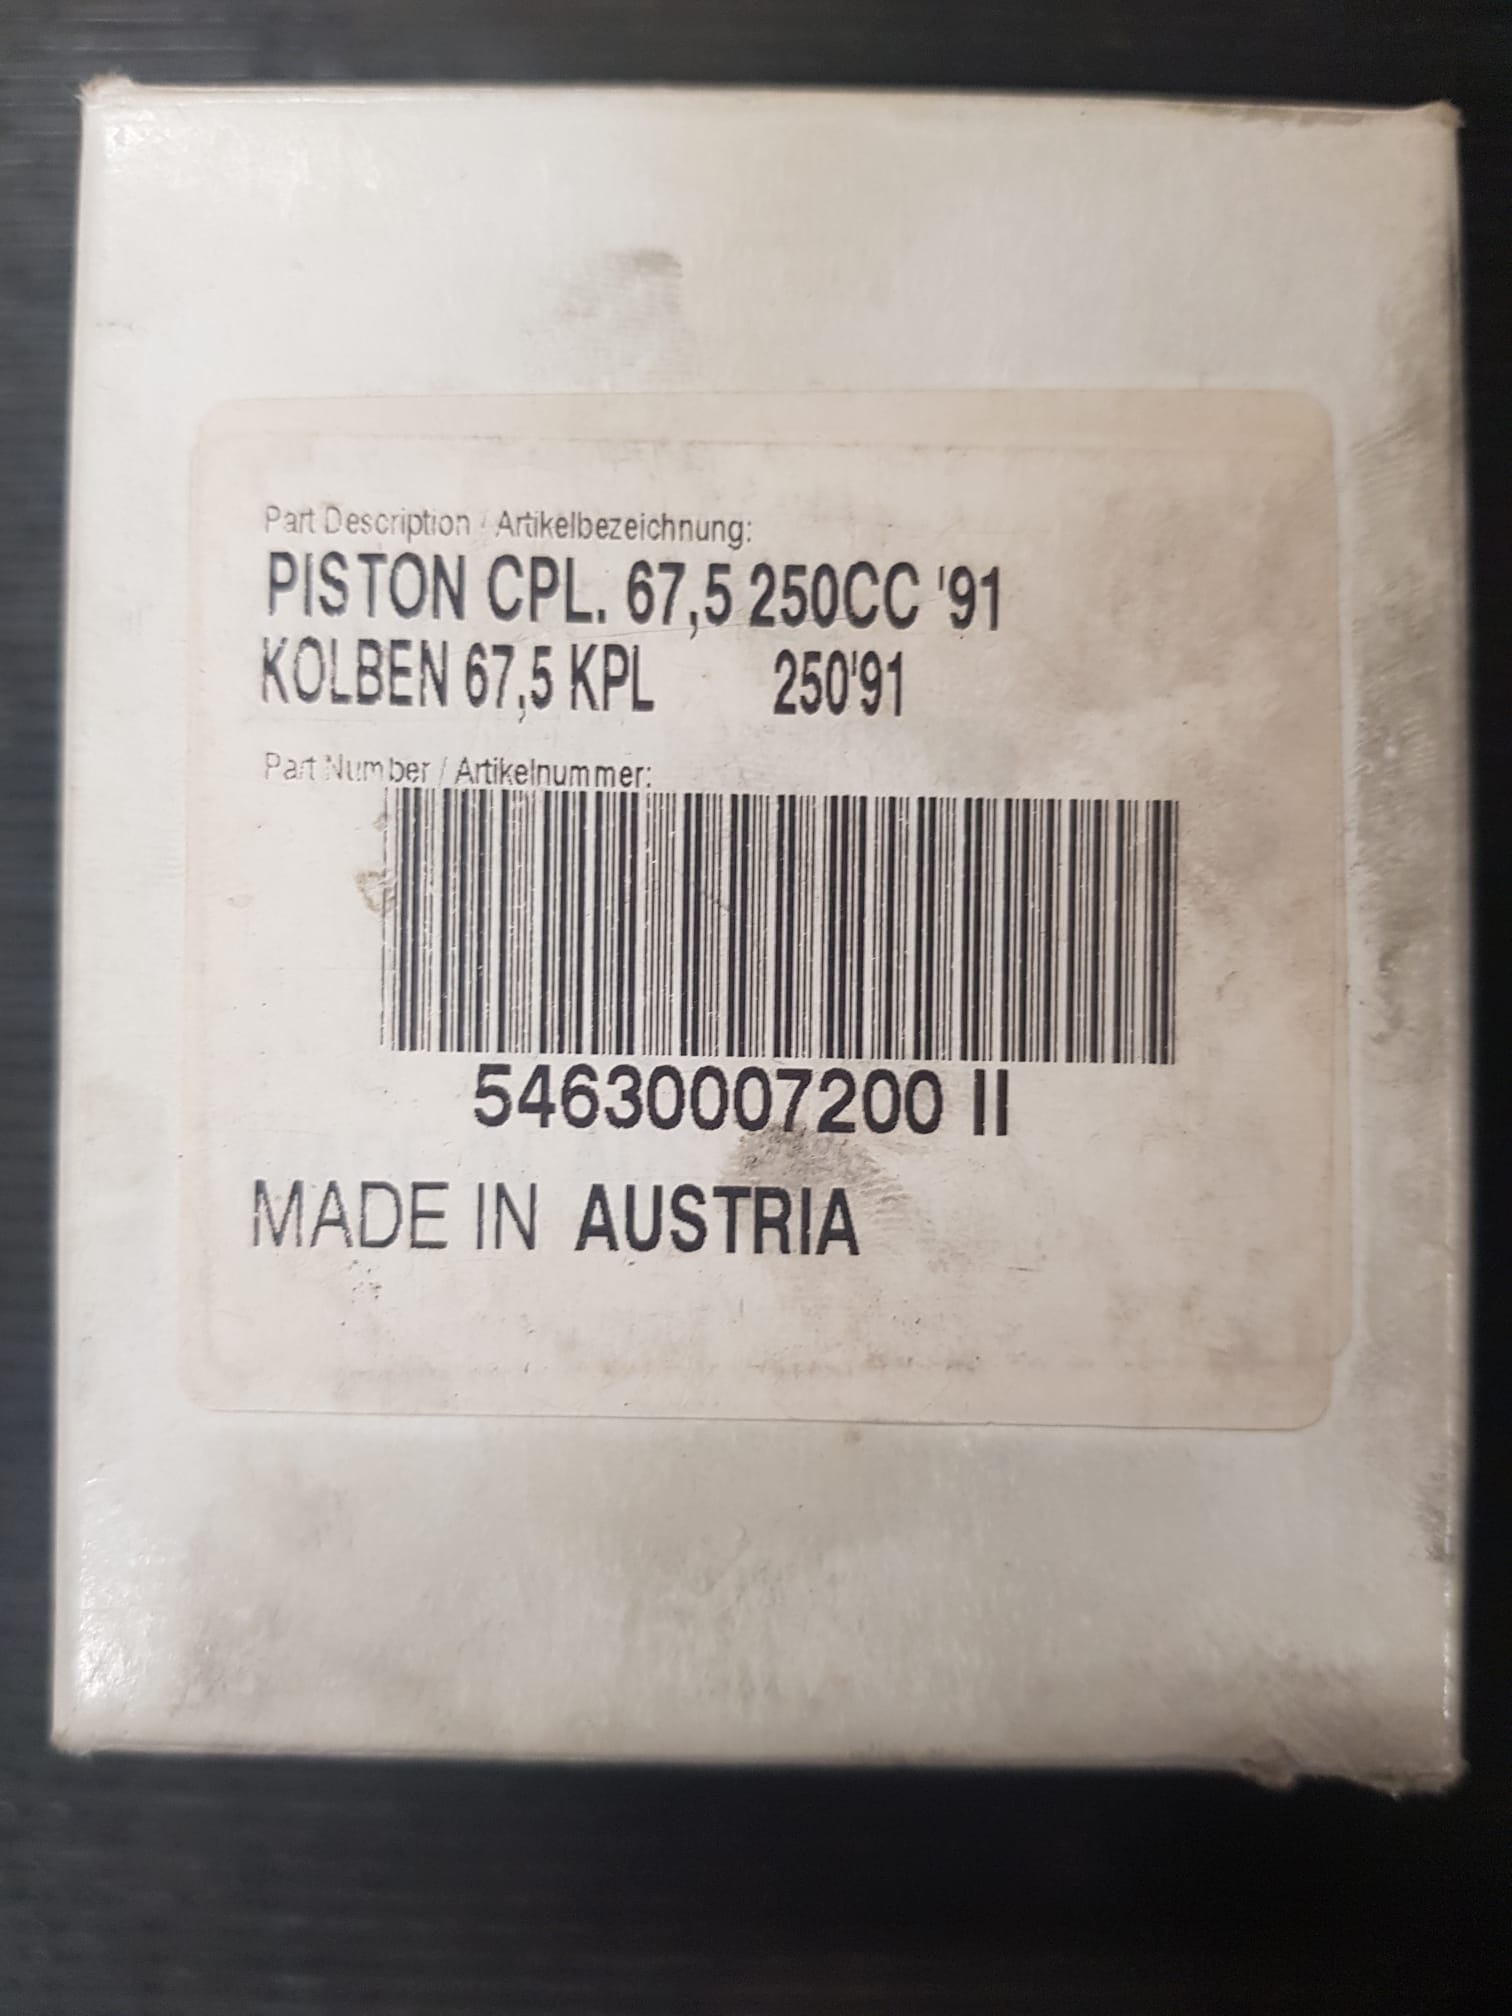 Part Description / Artikelbezeichnung:
PISTON CPL. 67,5 250CC '91
KOLBEN 67,5 KPL 250'91
Part Number / Artikelnummer:
54630007200 II
MADE IN AUSTRIA